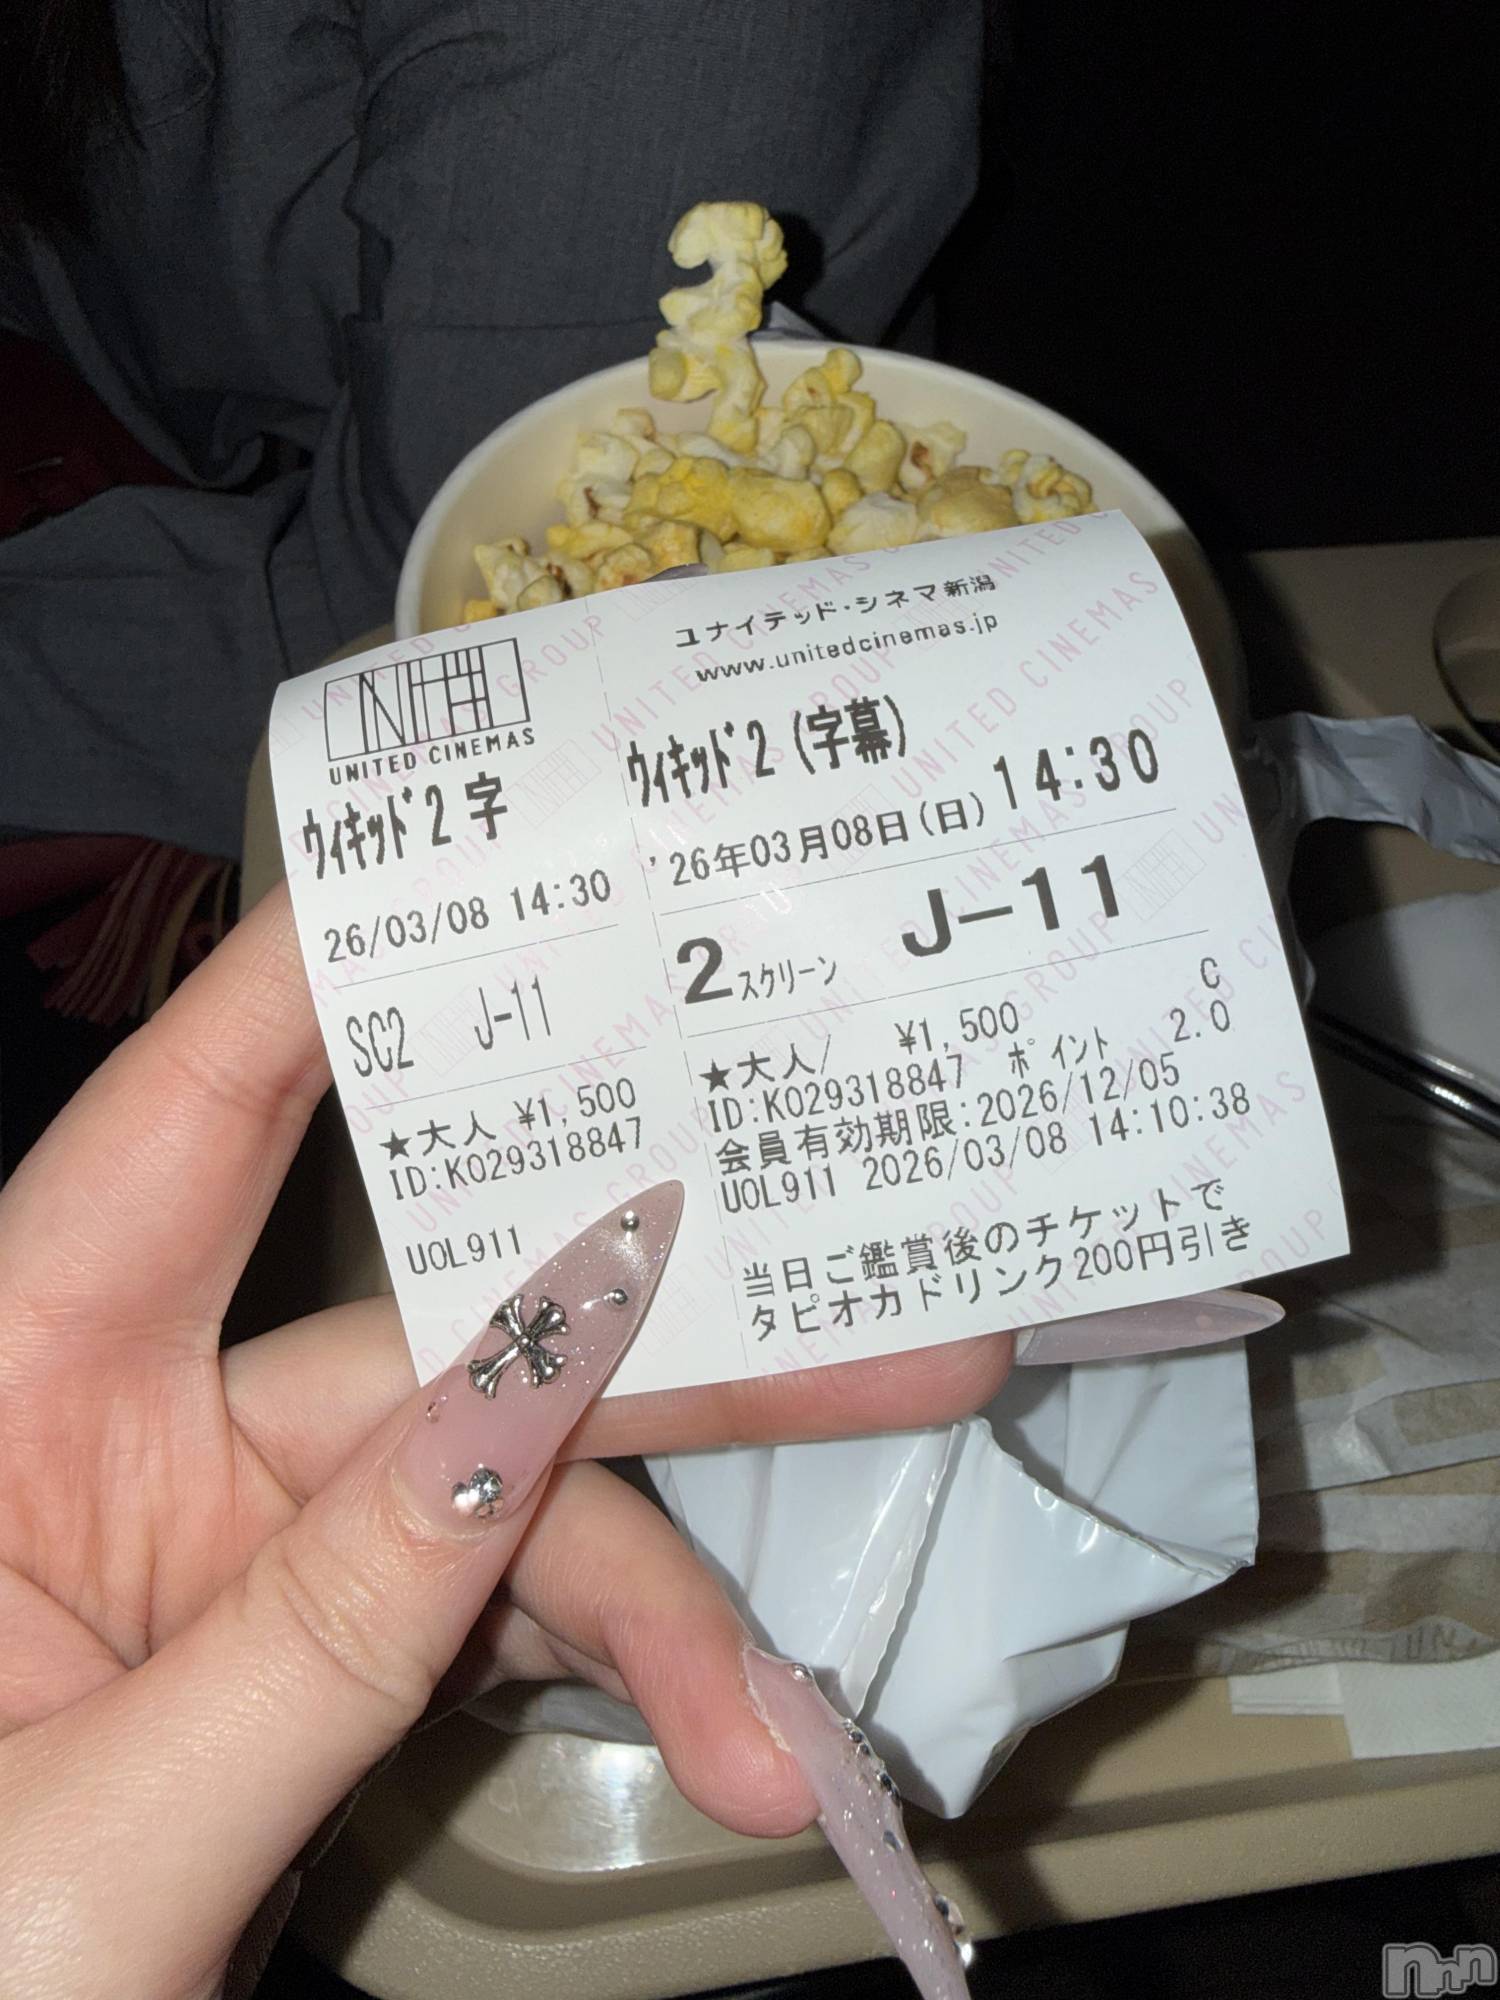 UNITED CINEMAS
ウィキッド2 字
26/03/08 14:30
SC2 J-11
★大人 ¥1,500
ID:K029318847
UOL911
ユナイテッド・シネマ新潟
www.unitedcinemas.jp
ウィキッド2 (字幕)
'26年03月08日(日) 14:30
2スクリーン J-11
C
★大人/ ¥1,500
ID:K029318847 ポイント 2.0
会員有効期限:2026/12/05
UOL911 2026/03/08 14:10:38
当日ご鑑賞後のチケットで
タピオカドリンク200円引き